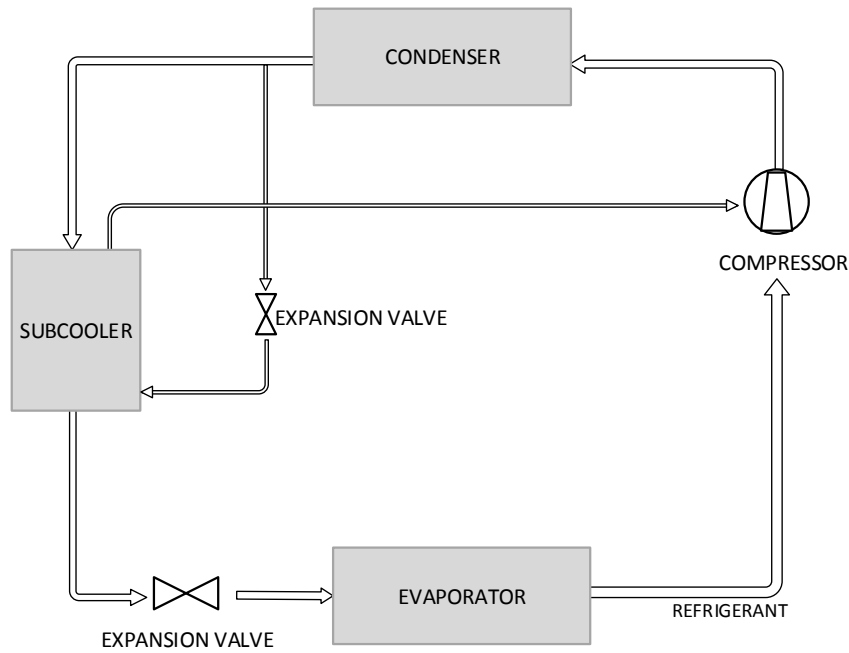 CONDENSER
COMPRESSOR
EXPANSION VALVE
SUBCOOLER
EVAPORATOR
REFRIGERANT
EXPANSION VALVE